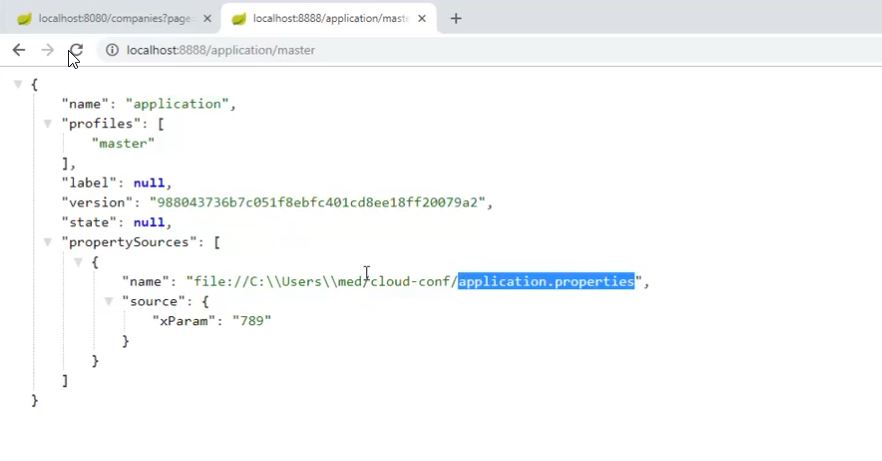 localhost:8080/companies?page
localhost:8888/application/maste
localhost:8888/application/master
{
"name": "application",
"profiles": [
"master"
],
"label": null,
"version": "988043736b7c051f8ebfc401cd8ee18ff20079a2",
"state": null,
"propertySources": [
{
"name": "file://C:\\Users\\med/cloud-conf/application.properties",
"source": {
"xParam": "789"
}
}
]
}